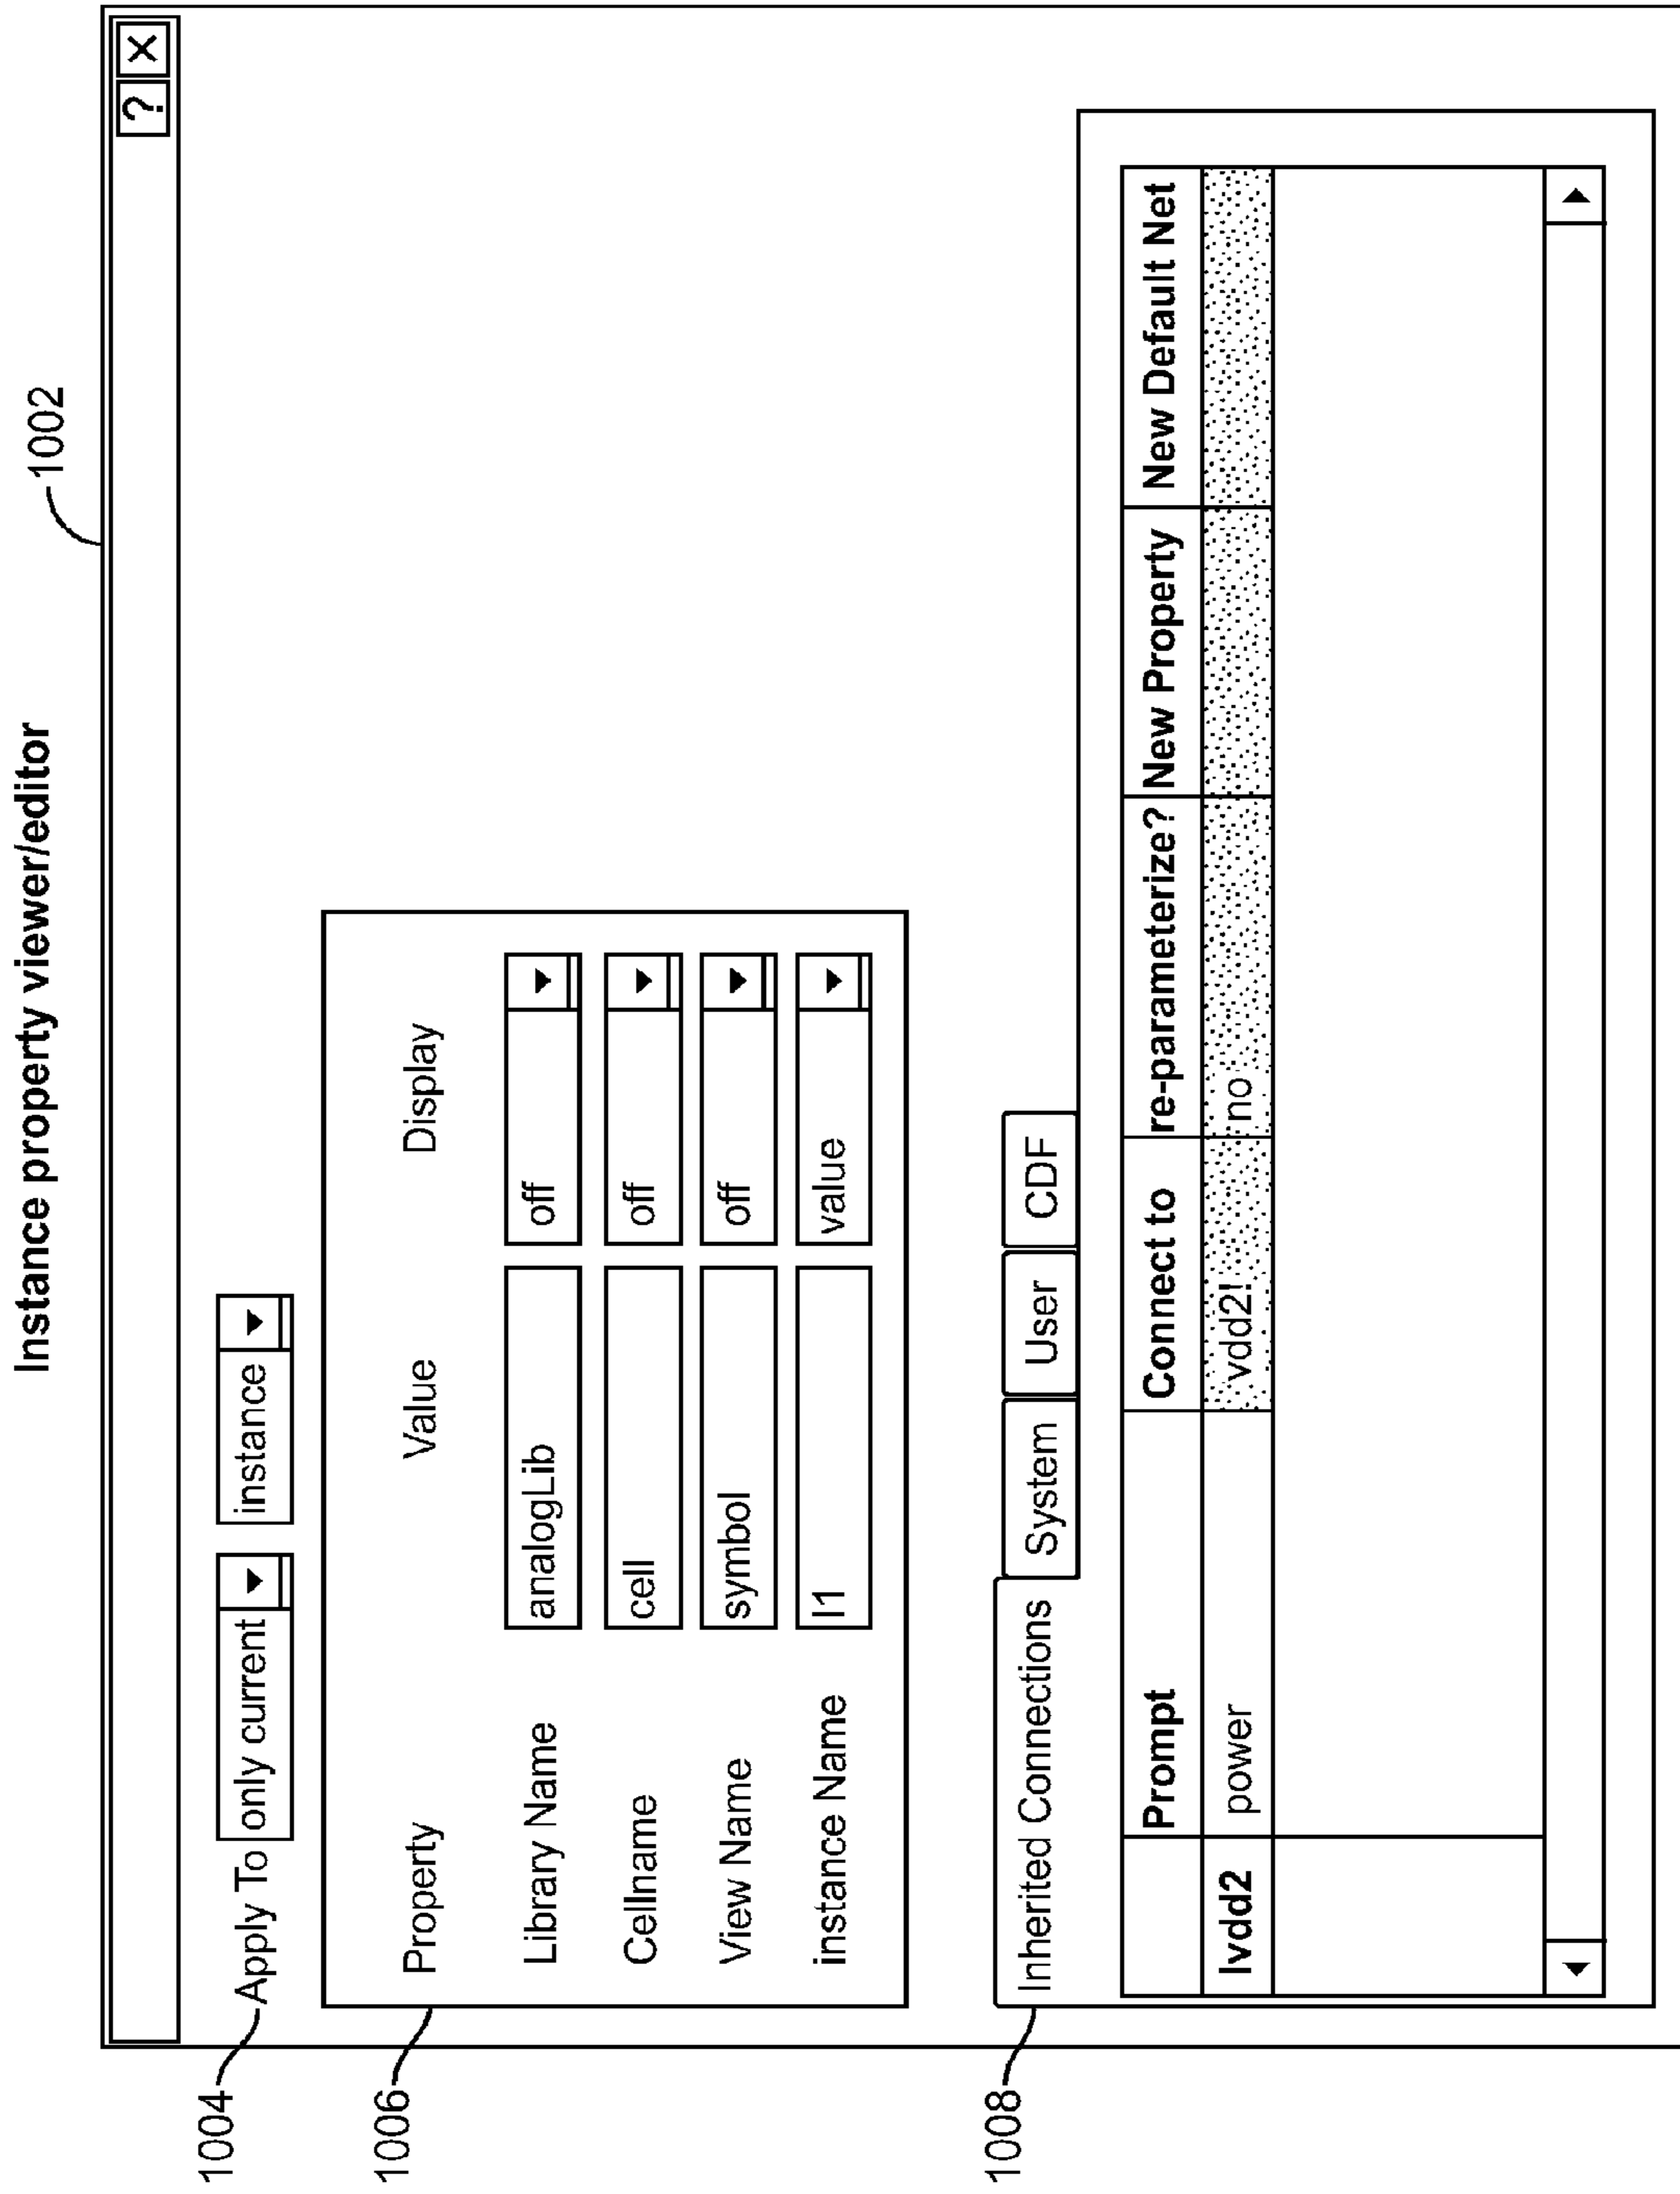 Instance property viewer/editor
1002
? X
1004 Apply To only current instance
1006
Property Value Display
Library Name analogLib off
Cellname cell off
View Name symbol off
instance Name I1 value
1008
Inherited Connections System User CDF
Prompt Connect to re-parameterize? New Property New Default Net
Ivdd2 power vdd2! no